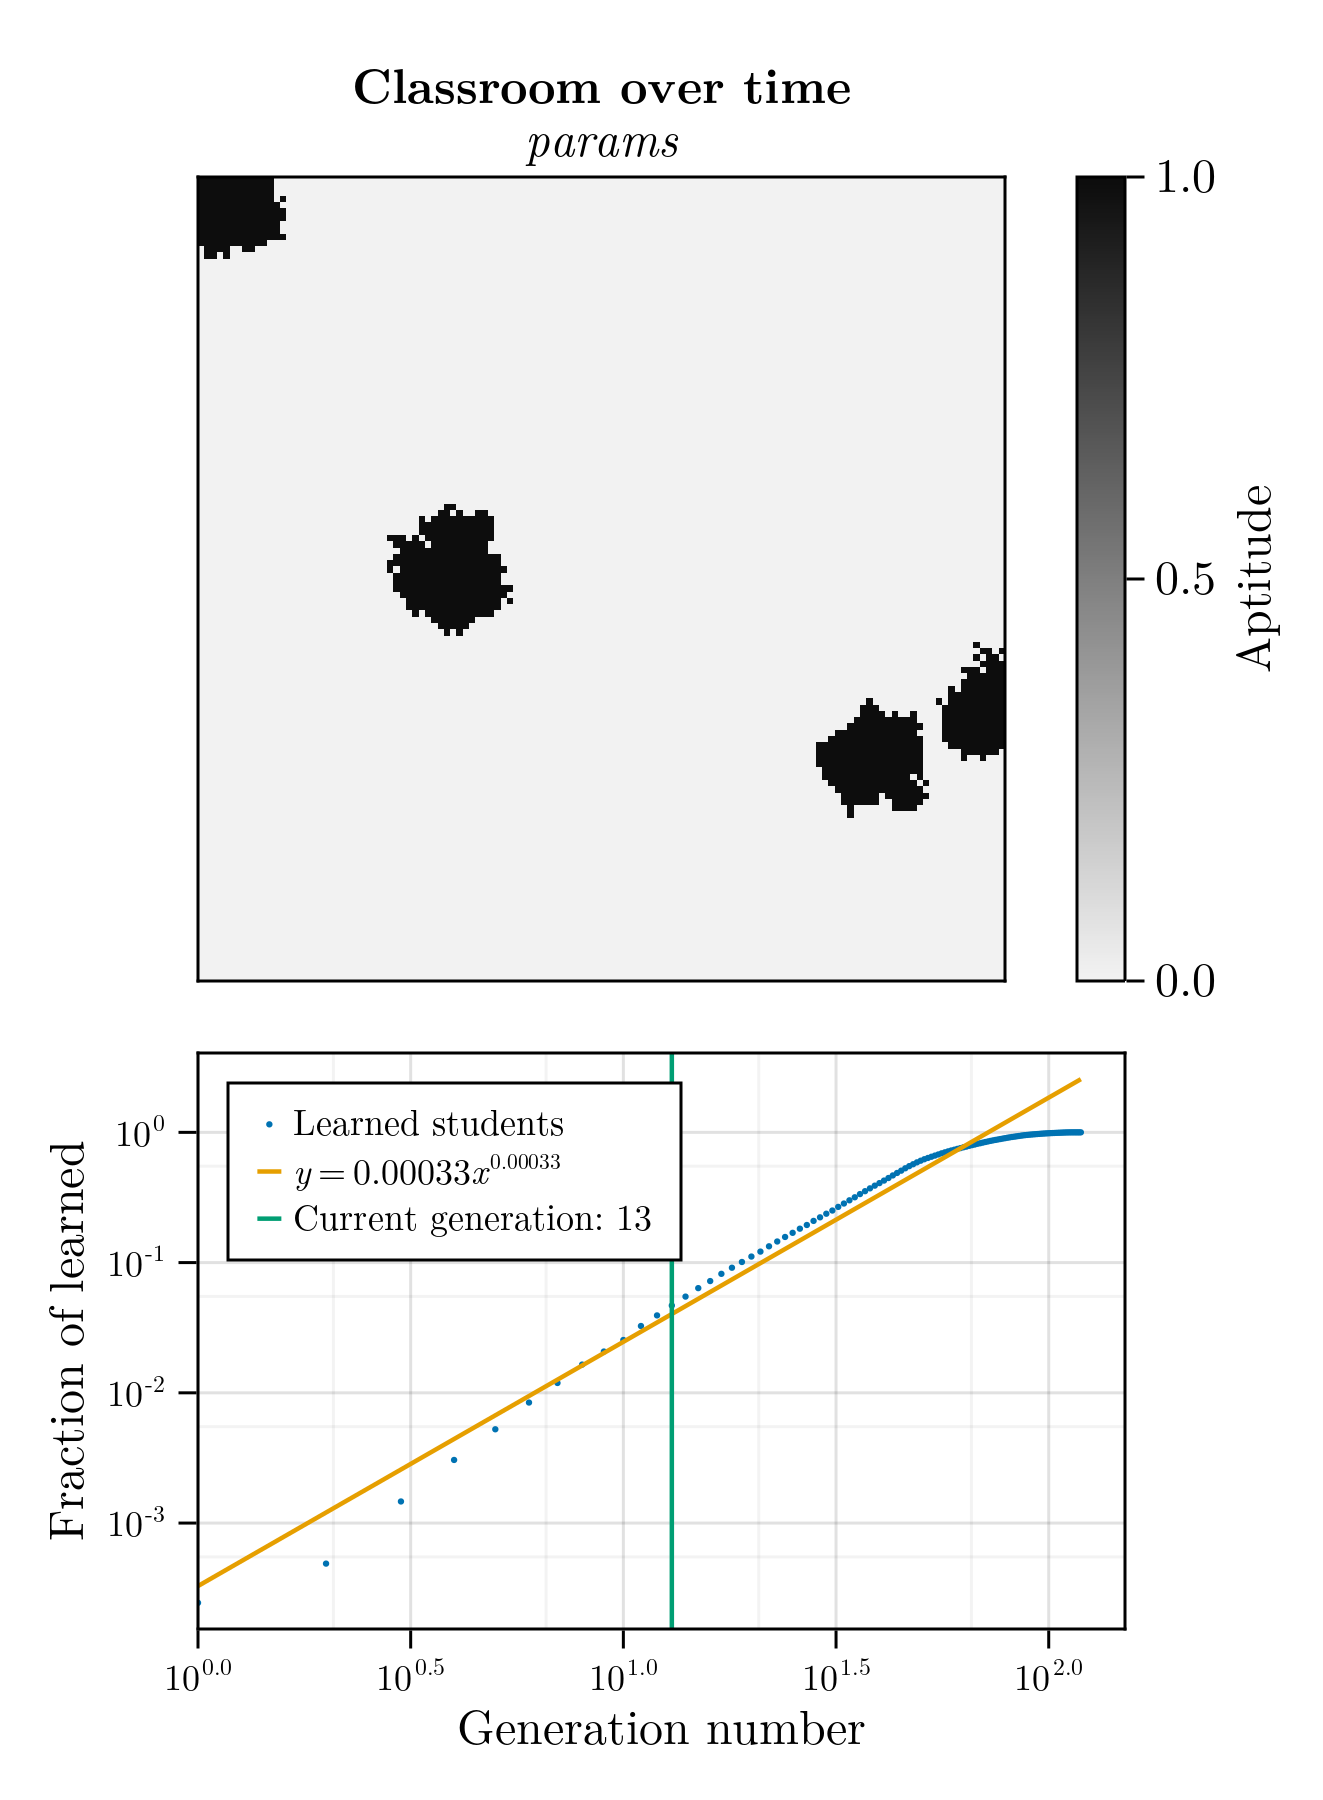 Classroom over time
params
1.0
0.5
0.0
Aptitude
Learned students
y = 0.00033x^0.00033
Current generation: 13
10^0
10^-1
10^-2
10^-3
Fraction of learned
10^0.0 10^0.5 10^1.0 10^1.5 10^2.0
Generation number